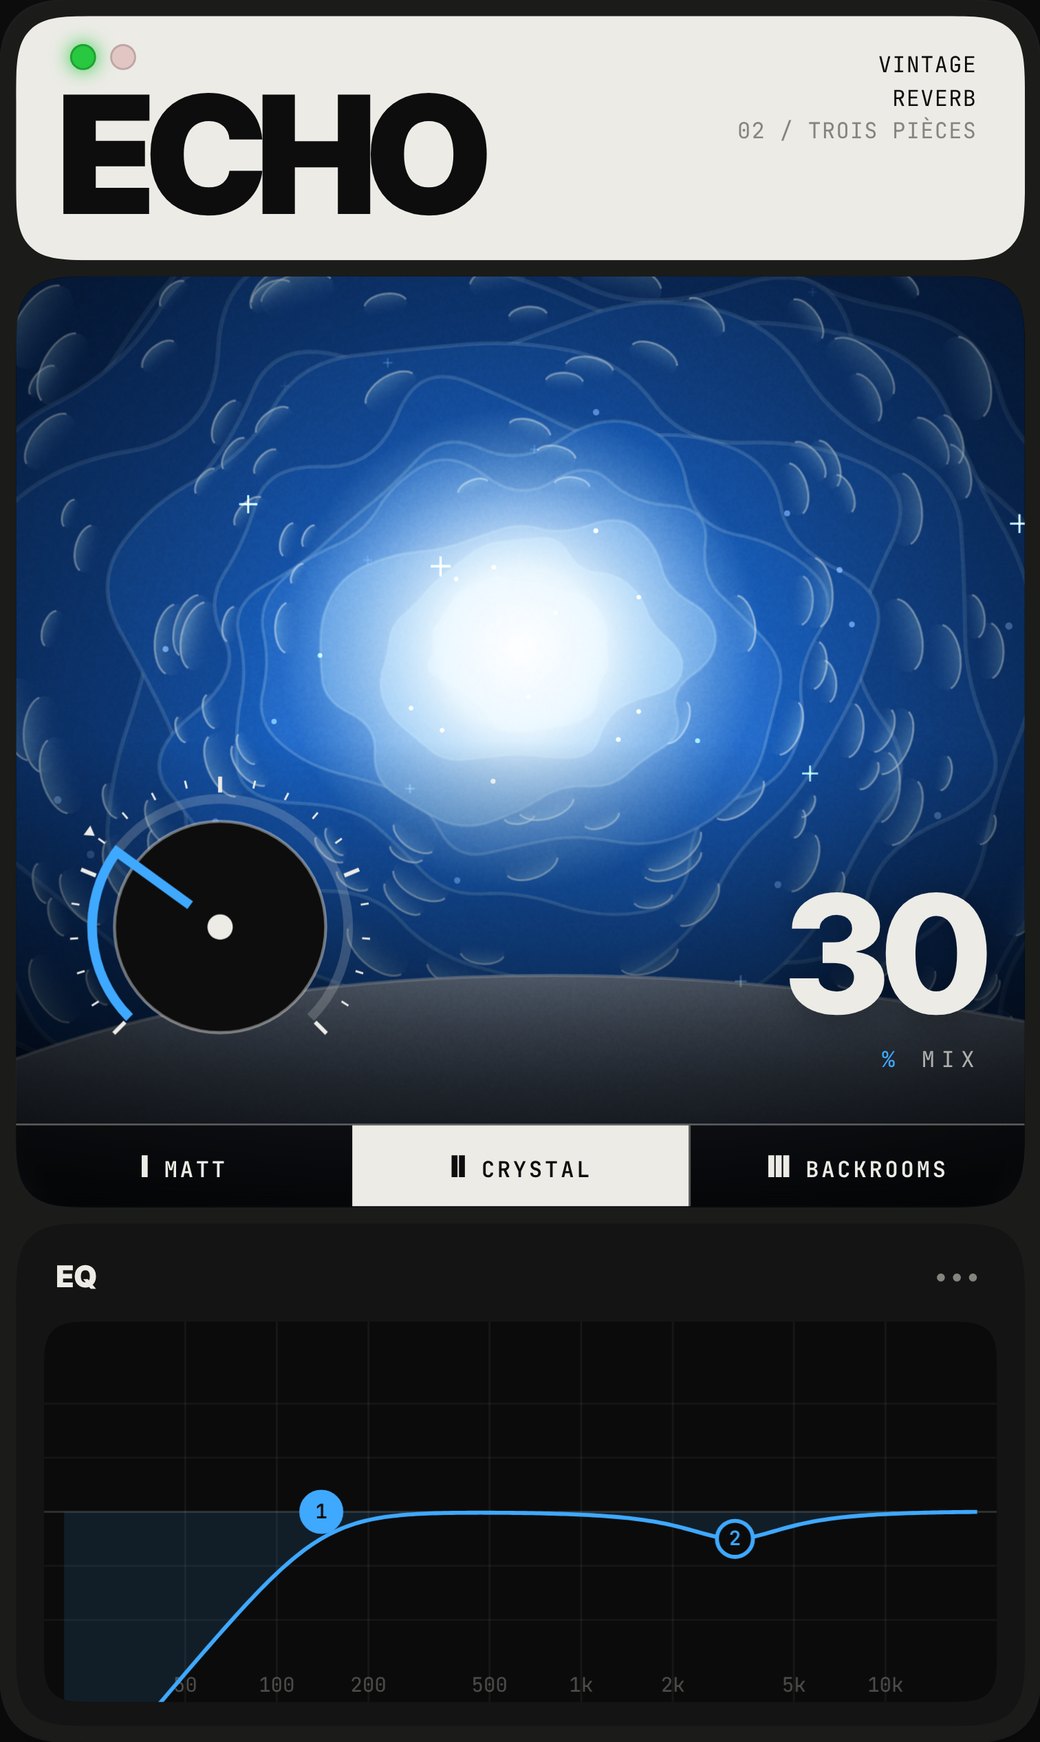 ECHO
VINTAGE
REVERB
02 / TROIS PIÈCES
30
% MIX
MATT
CRYSTAL
BACKROOMS
EQ
1
2
50 100 200 500 1k 2k 5k 10k